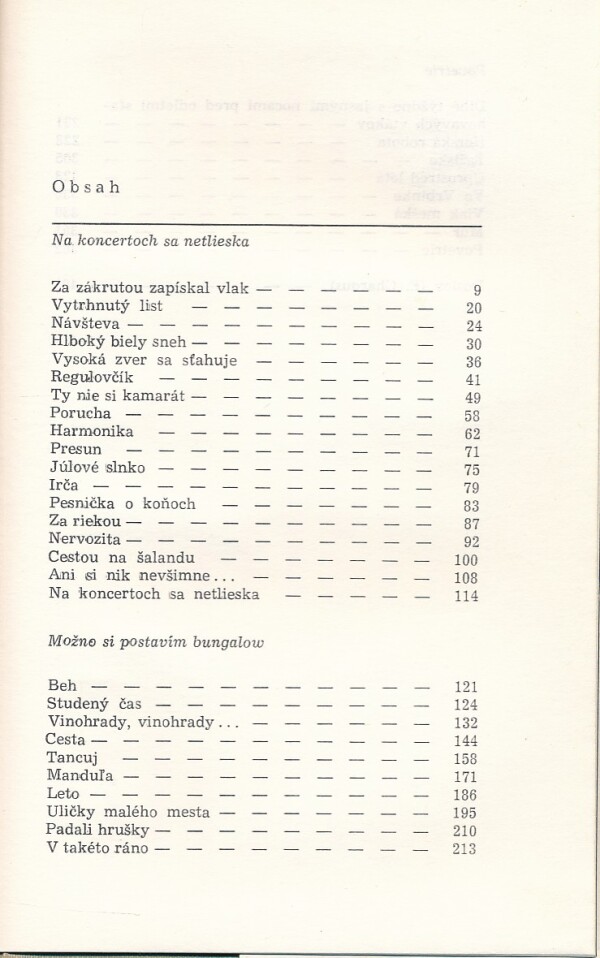 Obsah
Na koncertoch sa netlieska
Za zákrutou zapískal vlak — — — — — — 9
Vytrhnutý list — — — — — — — — 20
Návšteva — — — — — — — — — — 24
Hlboký biely sneh — — — — — — — — 30
Vysoká zver sa sťahuje — — — — — — 36
Regulovčík — — — — — — — — — 41
Ty nie si kamarát — — — — — — — — 49
Porucha — — — — — — — — — — 58
Harmonika — — — — — — — — — 62
Presun — — — — — — — — — — 71
Júlové slnko — — — — — — — — — 75
Irča — — — — — — — — — — — 79
Pesnička o koňoch — — — — — — — 83
Za riekou — — — — — — — — — — 87
Nervozita — — — — — — — — — — 92
Cestou na šalandu — — — — — — — 100
Ani si nik nevšimne... — — — — — — 108
Na koncertoch sa netlieska — — — — — 114
Možno si postavím bungalow
Beh — — — — — — — — — — — 121
Studený čas — — — — — — — — — 124
Vinohrady, vinohrady... — — — — — — 132
Cesta — — — — — — — — — — — 144
Tancuj — — — — — — — — — — 158
Manduľa — — — — — — — — — — 171
Leto — — — — — — — — — — — 186
Uličky malého mesta — — — — — — — 195
Padali hrušky — — — — — — — — — 210
V takéto ráno — — — — — — — — — 213